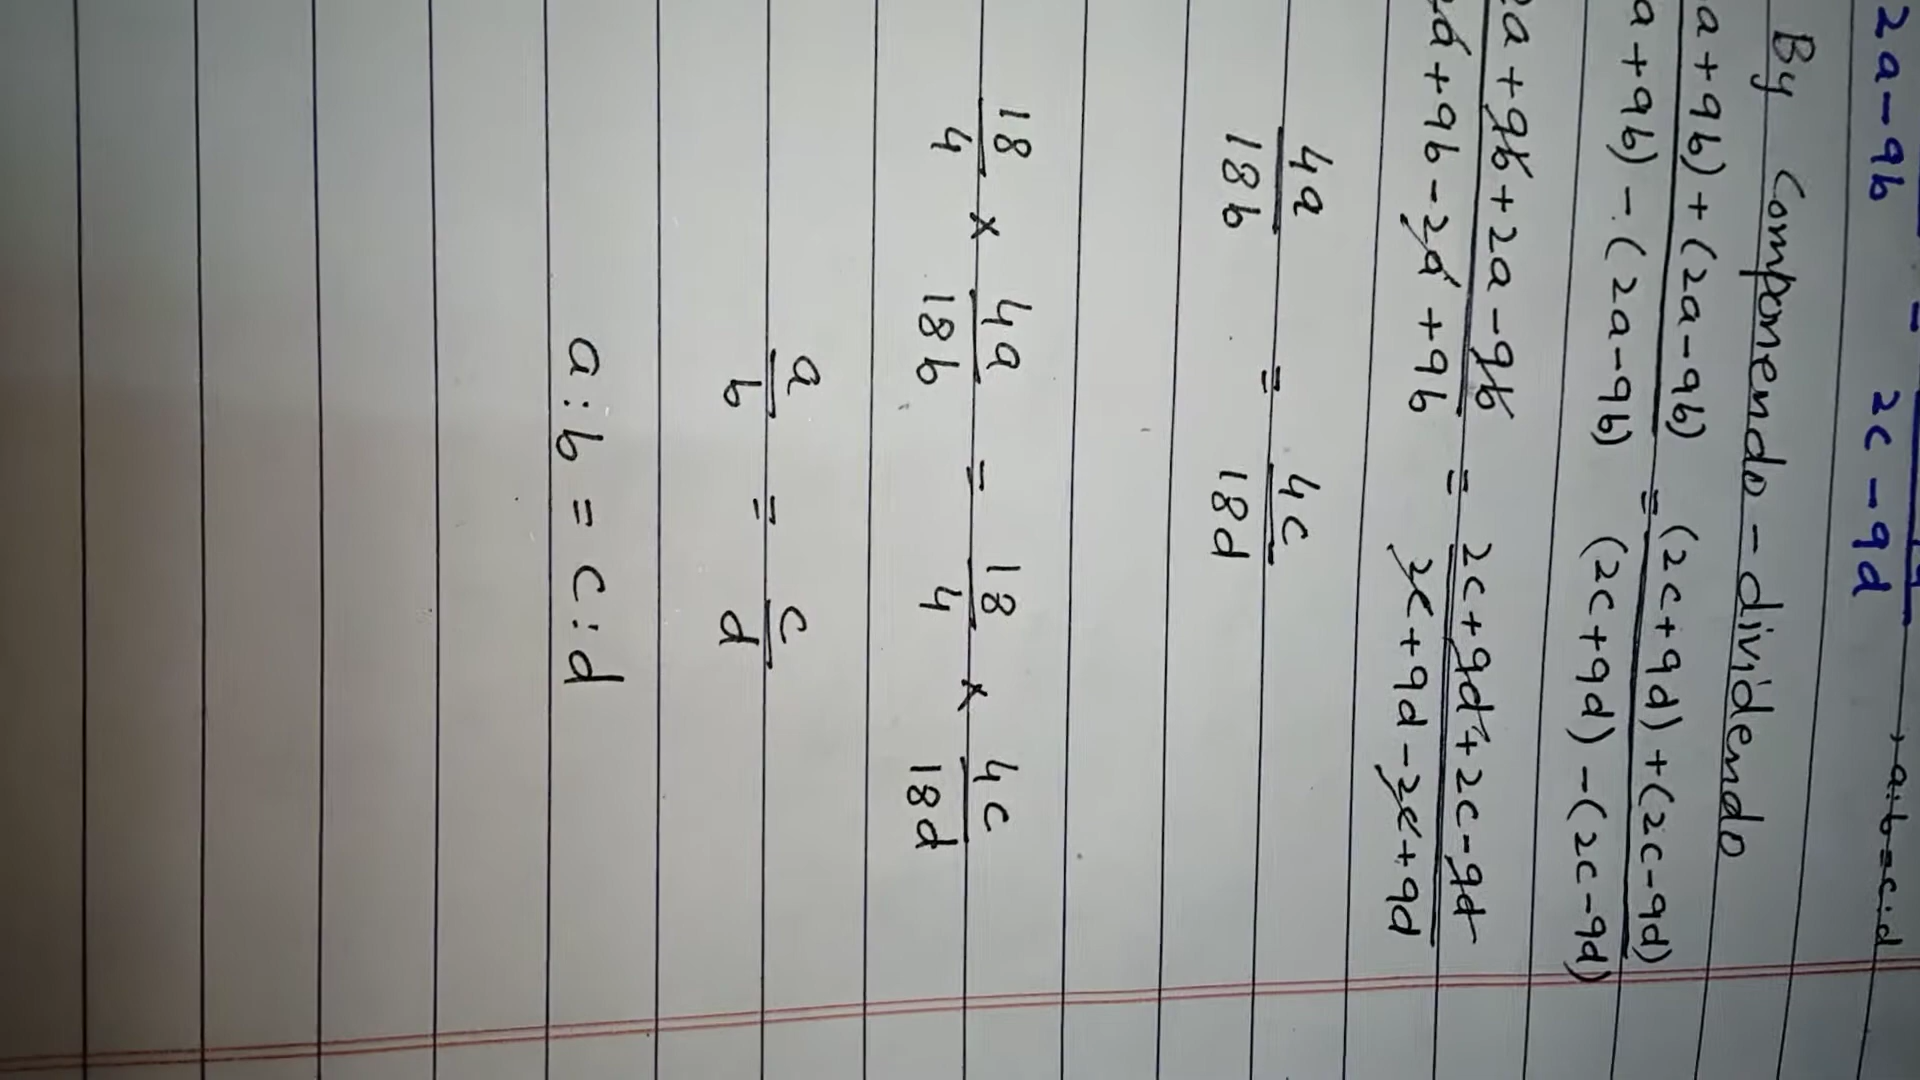 2a-9b = 2c-9d → a:b=c:d
By Componendo-dividendo
a+9b)+(2a-9b) = (2c+9d)+(2c-9d)
a+9b)-(2a-9b) (2c+9d)-(2c-9d)
2a+9b+2a-9b = 2c+9d+2c-9d
2a+9b-2a+9b 2c+9d-2c+9d
4a = 4c
18b 18d
18 × 4a = 18 × 4c
4 18b 4 18d
a = c
b d
a:b = c:d